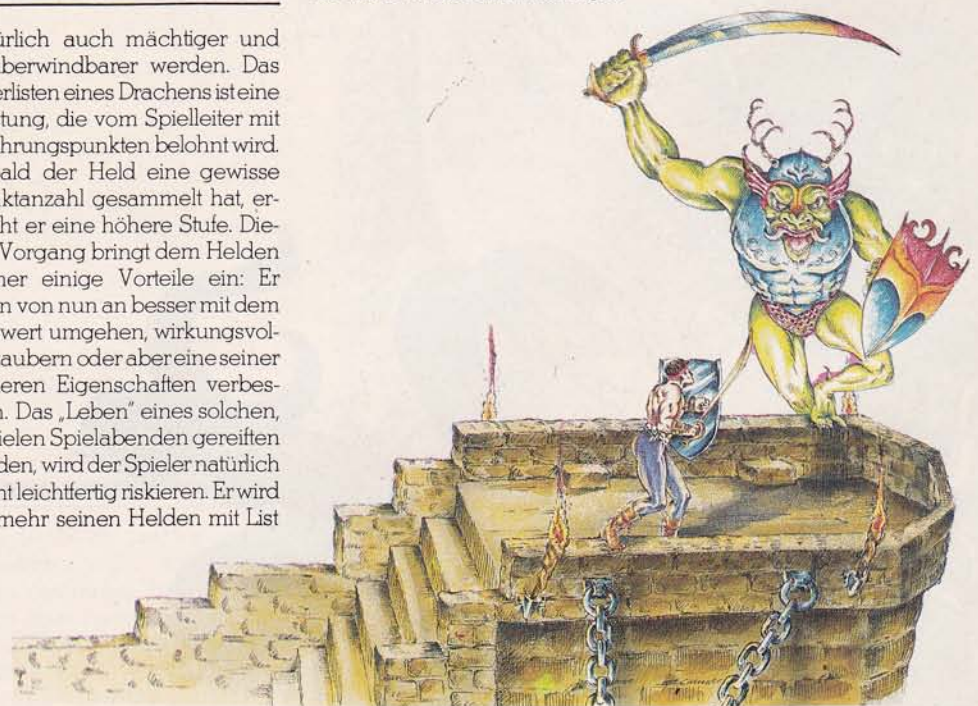 ürlich auch mächtiger und
berwindbarer werden. Das
erlisten eines Drachens ist eine
tung, die vom Spielleiter mit
hrungspunkten belohnt wird.
ald der Held eine gewisse
ktanzahl gesammelt hat, er-
ht er eine höhere Stufe. Die-
Vorgang bringt dem Helden
ner einige Vorteile ein: Er
n von nun an besser mit dem
wert umgehen, wirkungsvol-
zaubern oder aber eine seiner
eren Eigenschaften verbes-
n. Das „Leben" eines solchen,
ielen Spielabenden gereiften
den, wird der Spieler natürlich
nt leichtfertig riskieren. Er wird
mehr seinen Helden mit List